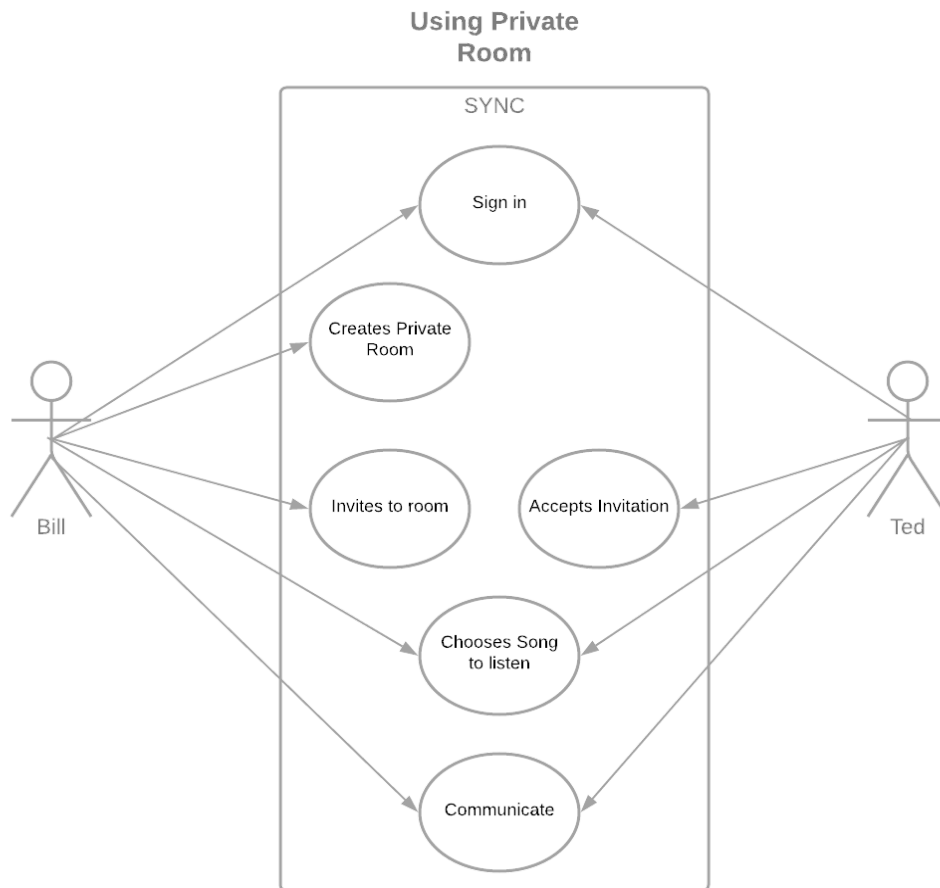 Using Private
Room
SYNC
Sign in
Creates Private
Room
Invites to room
Accepts Invitation
Bill
Ted
Chooses Song
to listen
Communicate